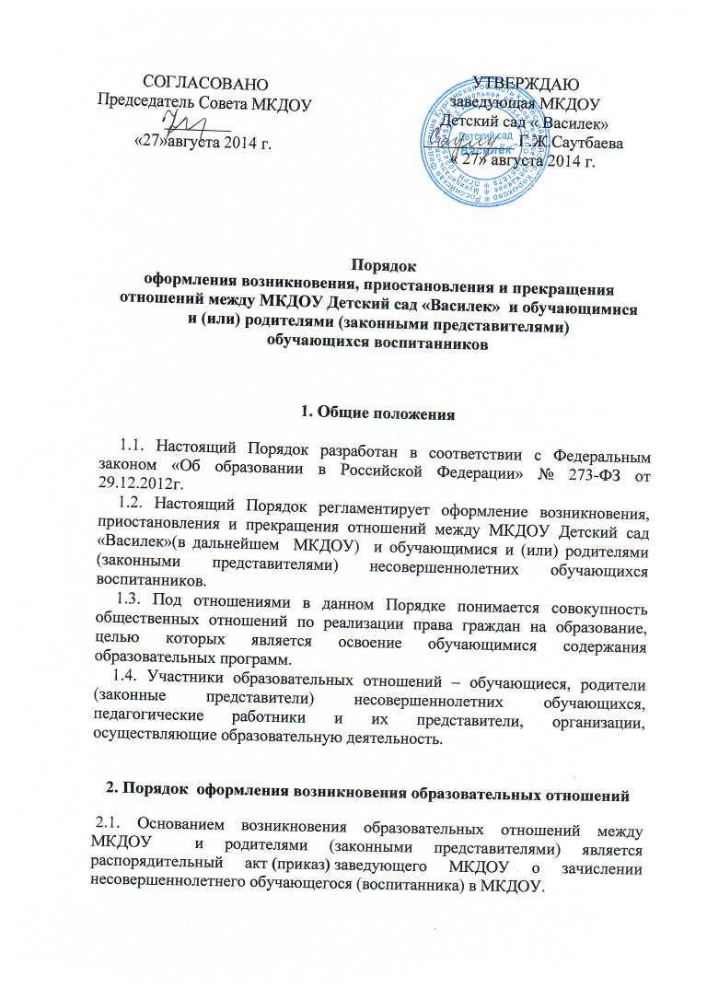 СОГЛАСОВАНО
Председатель Совета МКДОУ
«27»августа 2014 г.
УТВЕРЖДАЮ
заведующая МКДОУ
Детский сад « Василек»
Г.Ж.Саутбаева
« 27» августа 2014 г.
Детский сад
"Василёк"
Порядок
оформления возникновения, приостановления и прекращения
отношений между МКДОУ Детский сад «Василек» и обучающимися
и (или) родителями (законными представителями)
обучающихся воспитанников
1. Общие положения
1.1. Настоящий Порядок разработан в соответствии с Федеральным
законом «Об образовании в Российской Федерации» № 273-ФЗ от
29.12.2012г.
1.2. Настоящий Порядок регламентирует оформление возникновения,
приостановления и прекращения отношений между МКДОУ Детский сад
«Василек»(в дальнейшем МКДОУ) и обучающимися и (или) родителями
(законными представителями) несовершеннолетних обучающихся
воспитанников.
1.3. Под отношениями в данном Порядке понимается совокупность
общественных отношений по реализации права граждан на образование,
целью которых является освоение обучающимися содержания
образовательных программ.
1.4. Участники образовательных отношений – обучающиеся, родители
(законные представители) несовершеннолетних обучающихся,
педагогические работники и их представители, организации,
осуществляющие образовательную деятельность.
2. Порядок оформления возникновения образовательных отношений
2.1. Основанием возникновения образовательных отношений между
МКДОУ и родителями (законными представителями) является
распорядительный акт (приказ) заведующего МКДОУ о зачислении
несовершеннолетнего обучающегося (воспитанника) в МКДОУ.